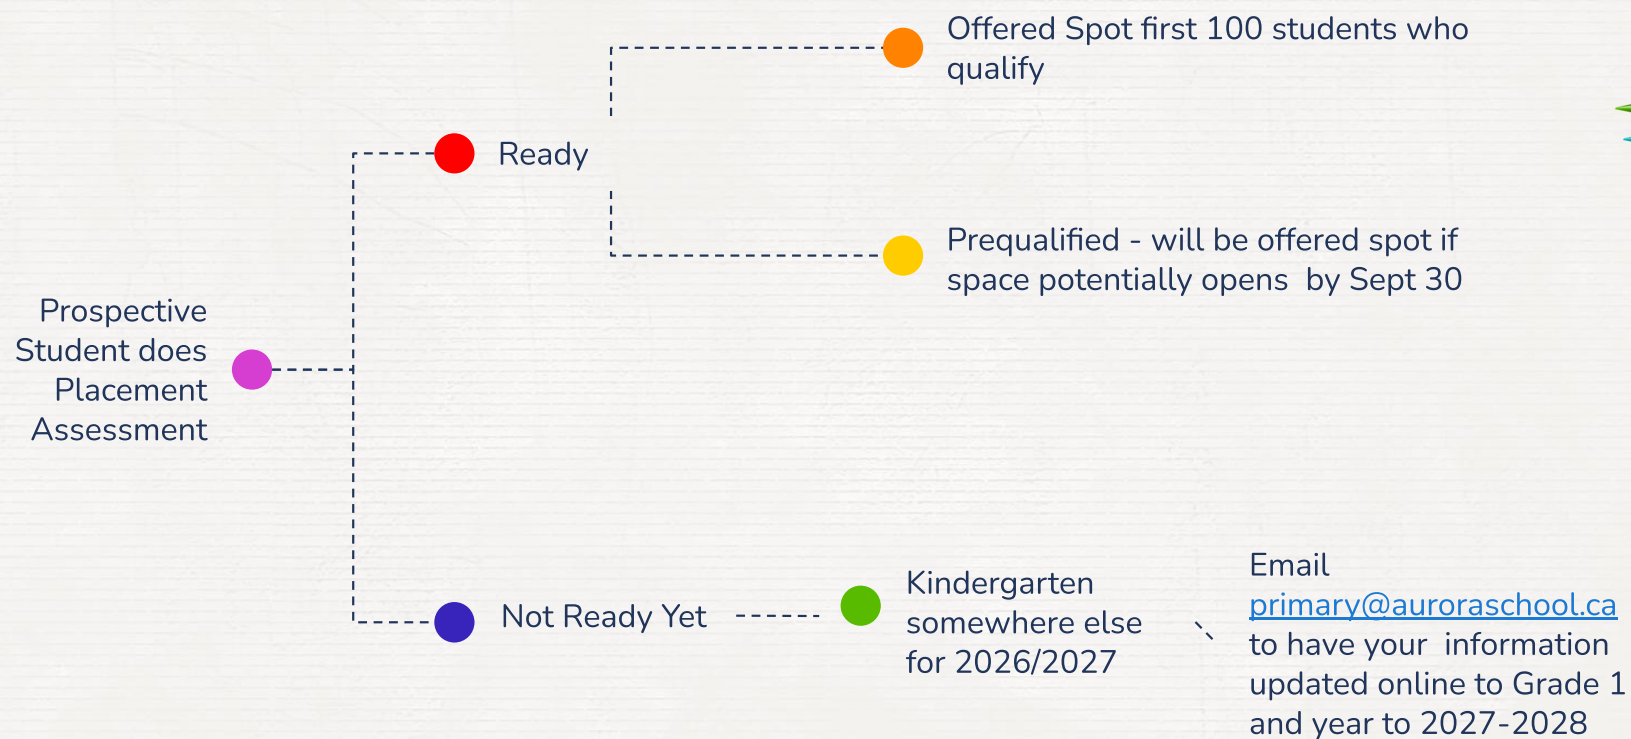 Offered Spot first 100 students who
qualify
Ready
Prequalified - will be offered spot if
space potentially opens  by Sept 30
Prospective
Student does
Placement
Assessment
Not Ready Yet
Kindergarten
somewhere else
for 2026/2027
Email
primary@auroraschool.ca
to have your  information
updated online to Grade 1
and year to 2027-2028